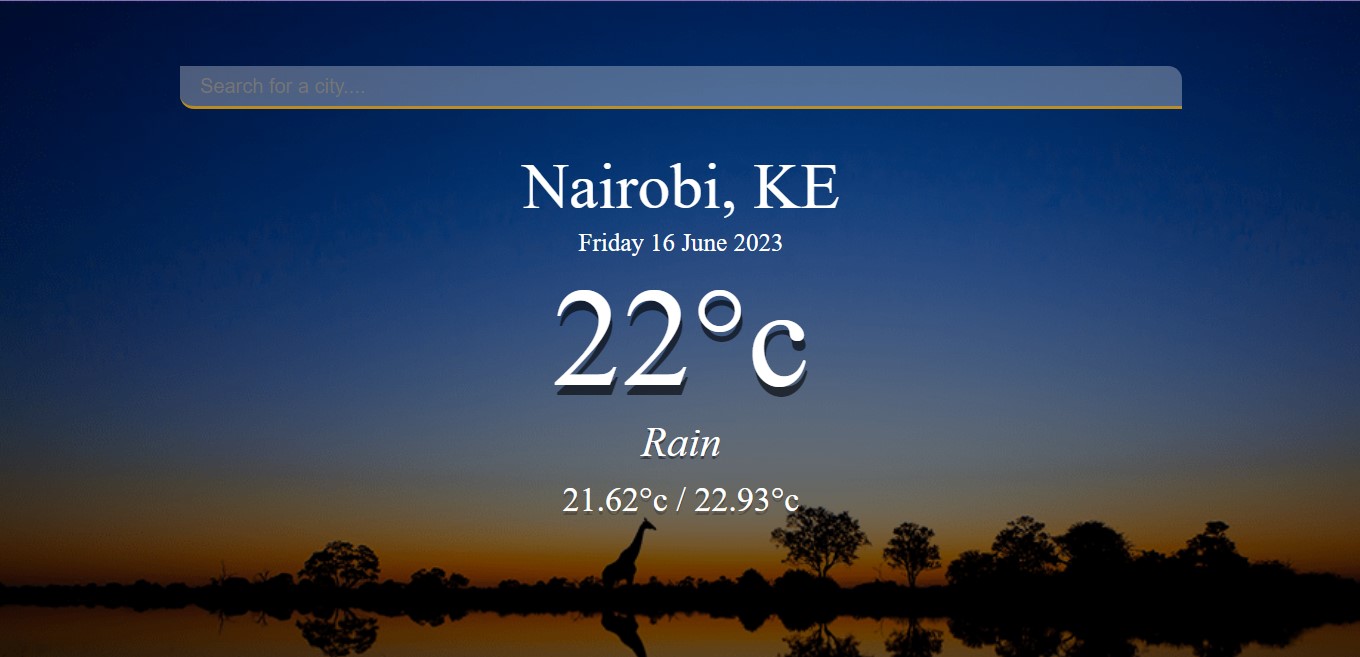 Search for a city....
Nairobi, KE
Friday 16 June 2023
22°c
Rain
21.62°c / 22.93°c